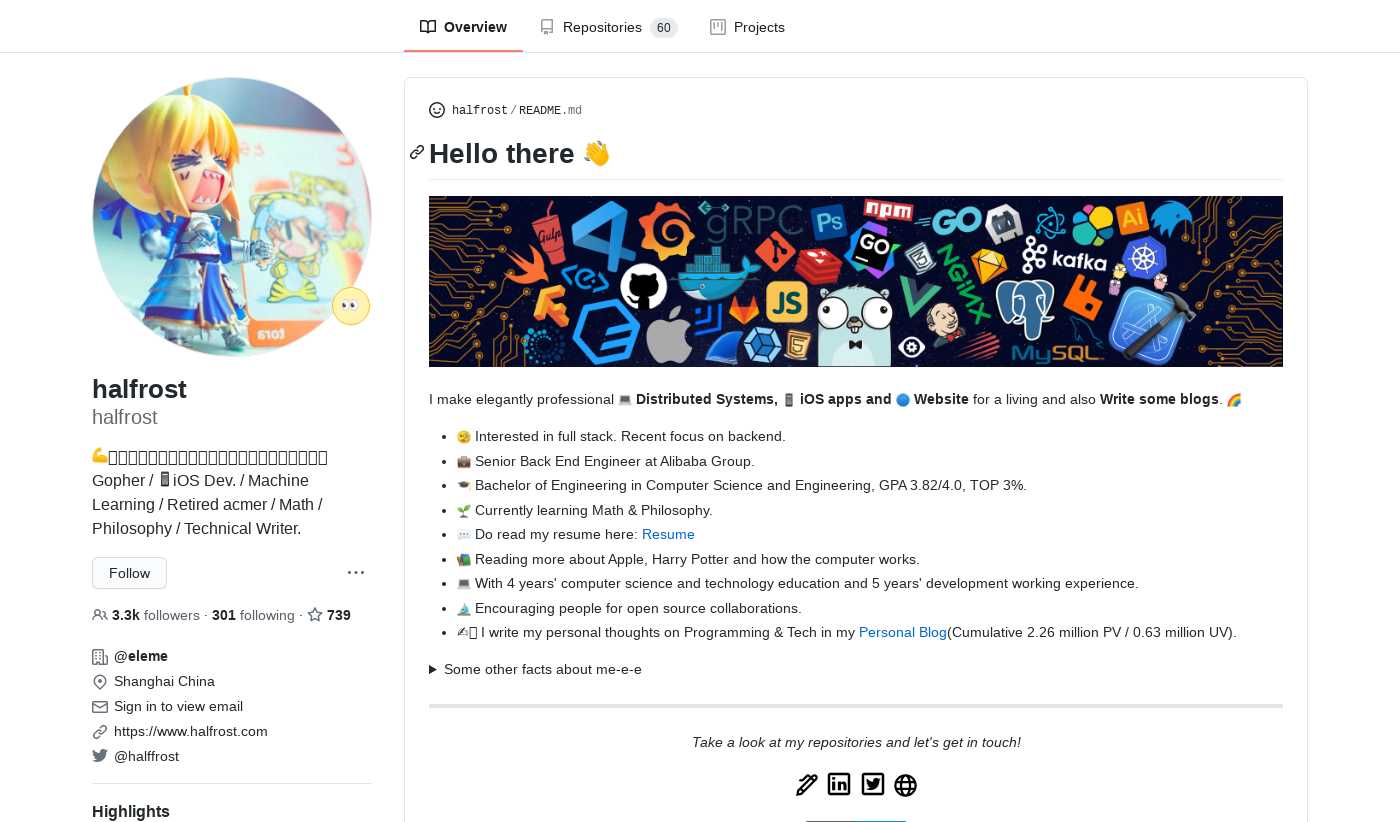 Overview
Repositories 60
Projects
halfrost/README.md
Hello there 👋
gRPC
Ps
npm
GO
Ai
Gulp
GO
kafka
NGiNX
JS
MySQL
I make elegantly professional 💻 Distributed Systems, 📱 iOS apps and 🔵 Website for a living and also Write some blogs. 🌈
🧐 Interested in full stack. Recent focus on backend.
💼 Senior Back End Engineer at Alibaba Group.
🎓 Bachelor of Engineering in Computer Science and Engineering, GPA 3.82/4.0, TOP 3%.
🌱 Currently learning Math & Philosophy.
💬 Do read my resume here: Resume
📚 Reading more about Apple, Harry Potter and how the computer works.
💻 With 4 years' computer science and technology education and 5 years' development working experience.
⛵ Encouraging people for open source collaborations.
✍ I write my personal thoughts on Programming & Tech in my Personal Blog(Cumulative 2.26 million PV / 0.63 million UV).
Some other facts about me-e-e
Take a look at my repositories and let's get in touch!
halfrost
halfrost
💪
Gopher / 📱iOS Dev. / Machine
Learning / Retired acmer / Math /
Philosophy / Technical Writer.
Follow
3.3k followers · 301 following · 739
@eleme
Shanghai China
Sign in to view email
https://www.halfrost.com
@halffrost
Highlights